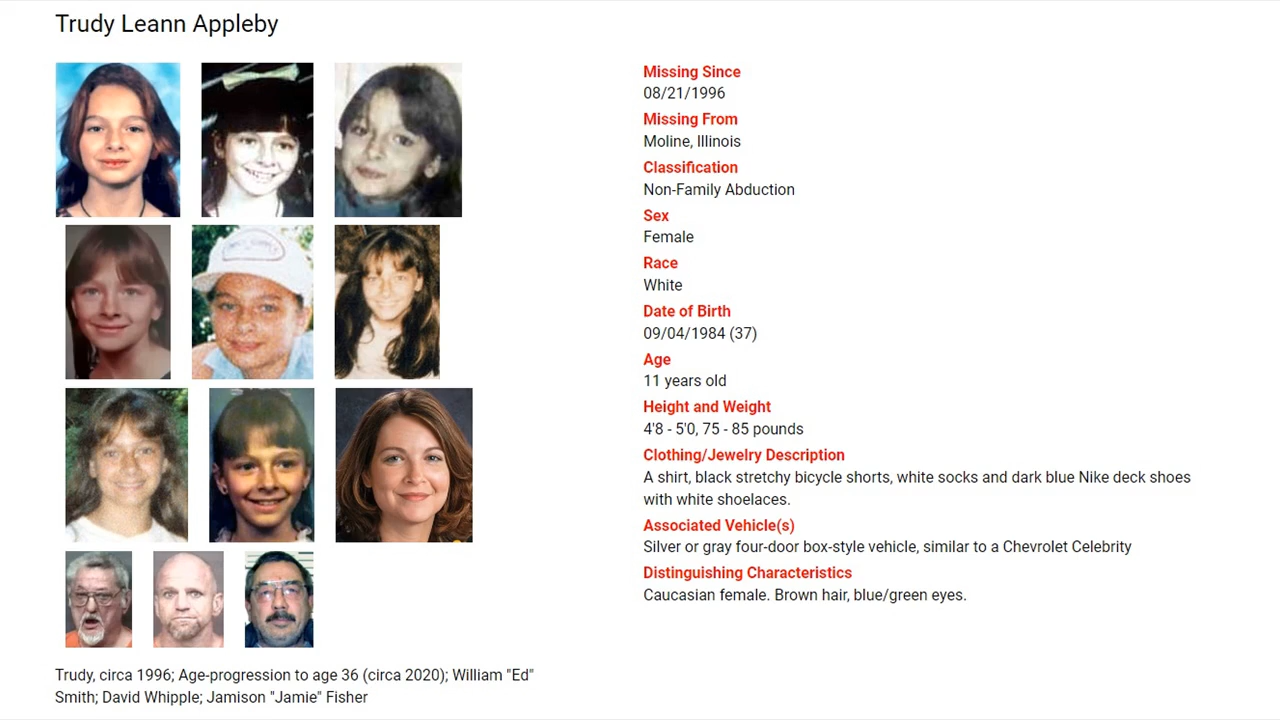 Trudy Leann Appleby
Missing Since
08/21/1996
Missing From
Moline, Illinois
Classification
Non-Family Abduction
Sex
Female
Race
White
Date of Birth
09/04/1984 (37)
Age
11 years old
Height and Weight
4'8 - 5'0, 75 - 85 pounds
Clothing/Jewelry Description
A shirt, black stretchy bicycle shorts, white socks and dark blue Nike deck shoes
with white shoelaces.
Associated Vehicle(s)
Silver or gray four-door box-style vehicle, similar to a Chevrolet Celebrity
Distinguishing Characteristics
Caucasian female. Brown hair, blue/green eyes.
Trudy, circa 1996; Age-progression to age 36 (circa 2020); William "Ed"
Smith; David Whipple; Jamison "Jamie" Fisher